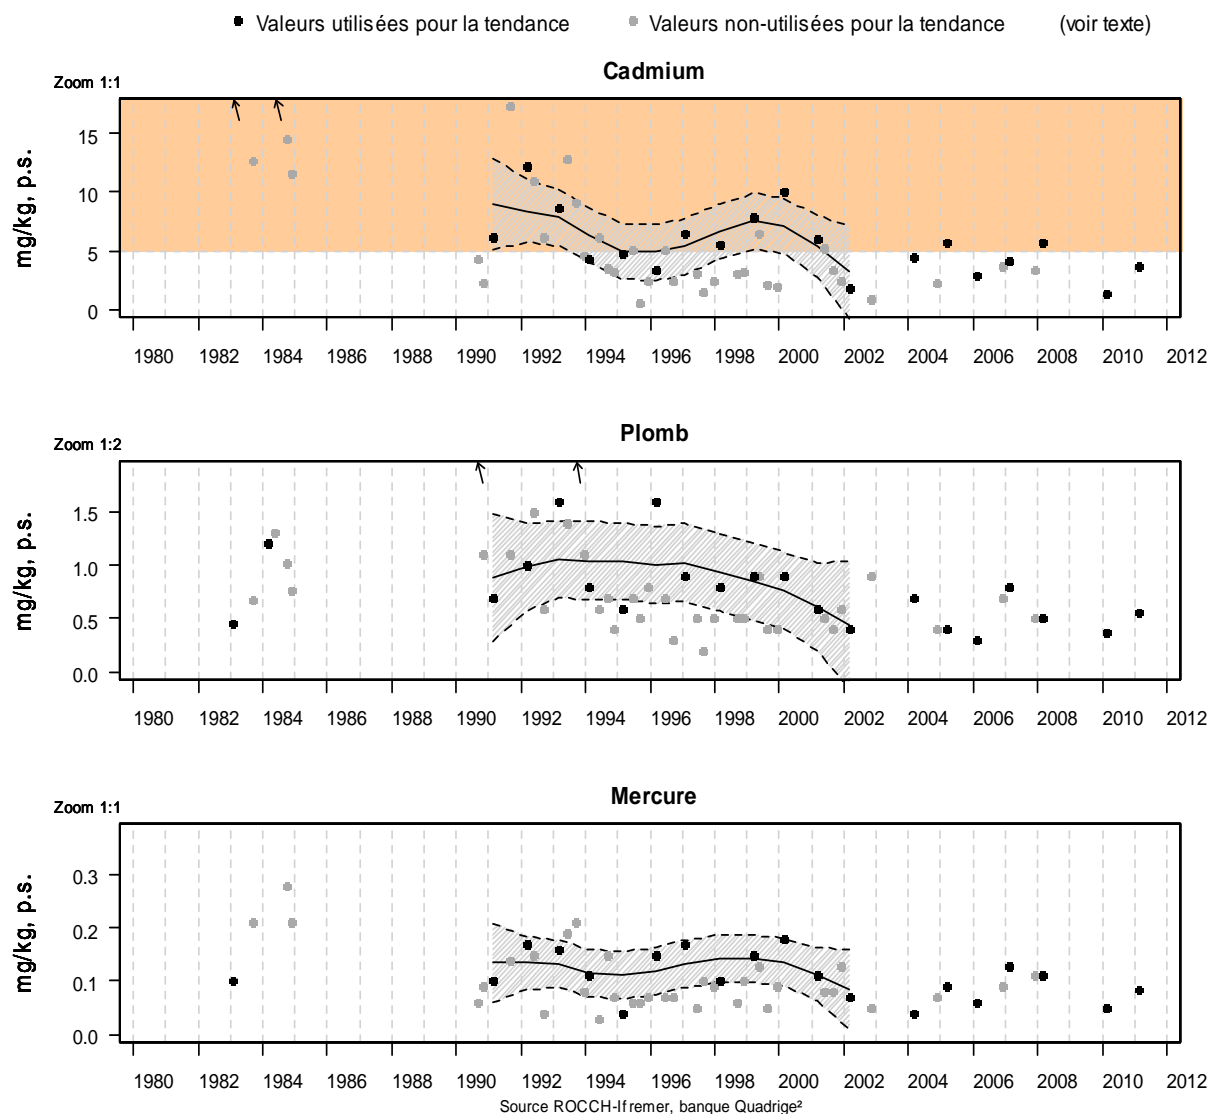 Valeurs utilisées pour la tendance Valeurs non-utilisées pour la tendance (voir texte)
Cadmium
Zoom 1:1
mg/kg, p.s.
15
10
5
0
1980 1982 1984 1986 1988 1990 1992 1994 1996 1998 2000 2002 2004 2006 2008 2010 2012
Plomb
Zoom 1:2
mg/kg, p.s.
1.5
1.0
0.5
0.0
1980 1982 1984 1986 1988 1990 1992 1994 1996 1998 2000 2002 2004 2006 2008 2010 2012
Mercure
Zoom 1:1
mg/kg, p.s.
0.3
0.2
0.1
0.0
1980 1982 1984 1986 1988 1990 1992 1994 1996 1998 2000 2002 2004 2006 2008 2010 2012
Source ROCCH-Ifremer, banque Quadrige²